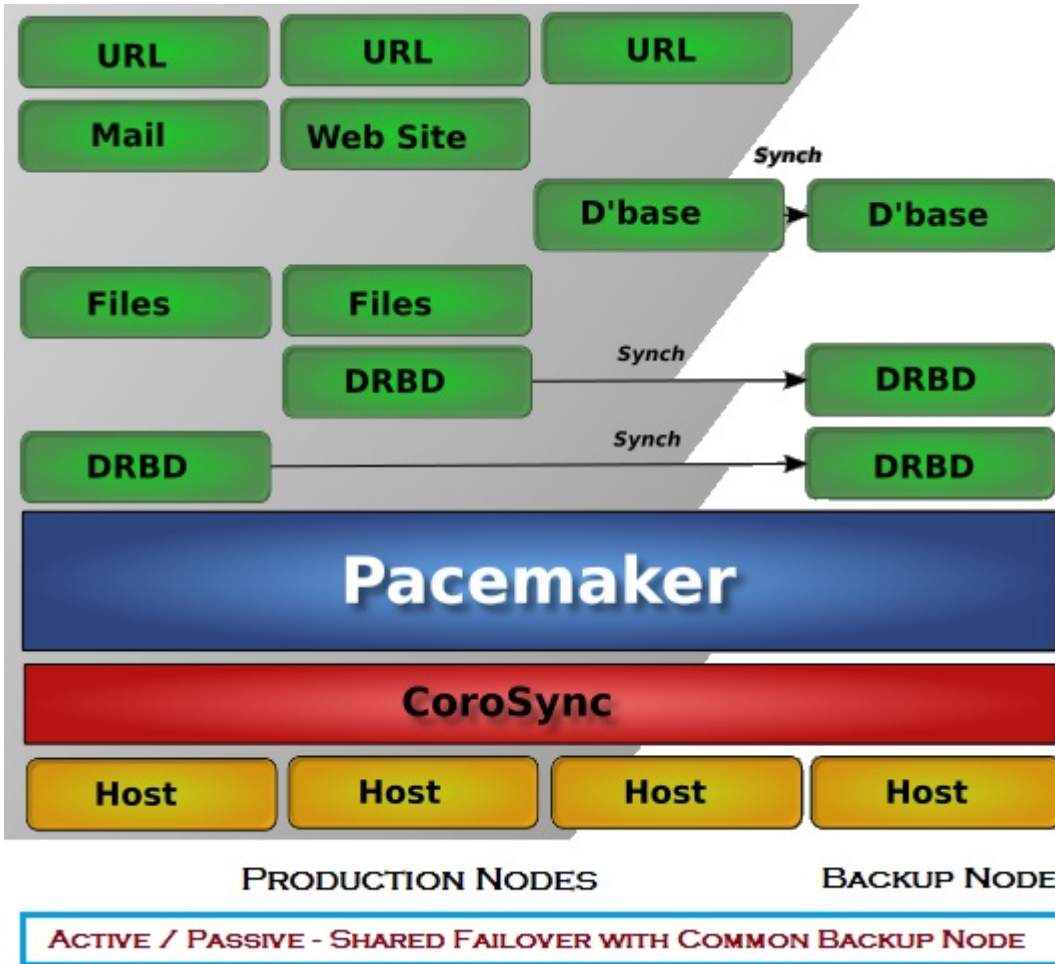 URL URL URL
Mail Web Site
Synch
D'base D'base
Files Files
Synch
DRBD DRBD
Synch
DRBD DRBD
Pacemaker
CoroSync
Host Host Host Host
PRODUCTION NODES BACKUP NODE
ACTIVE / PASSIVE - SHARED FAILOVER WITH COMMON BACKUP NODE